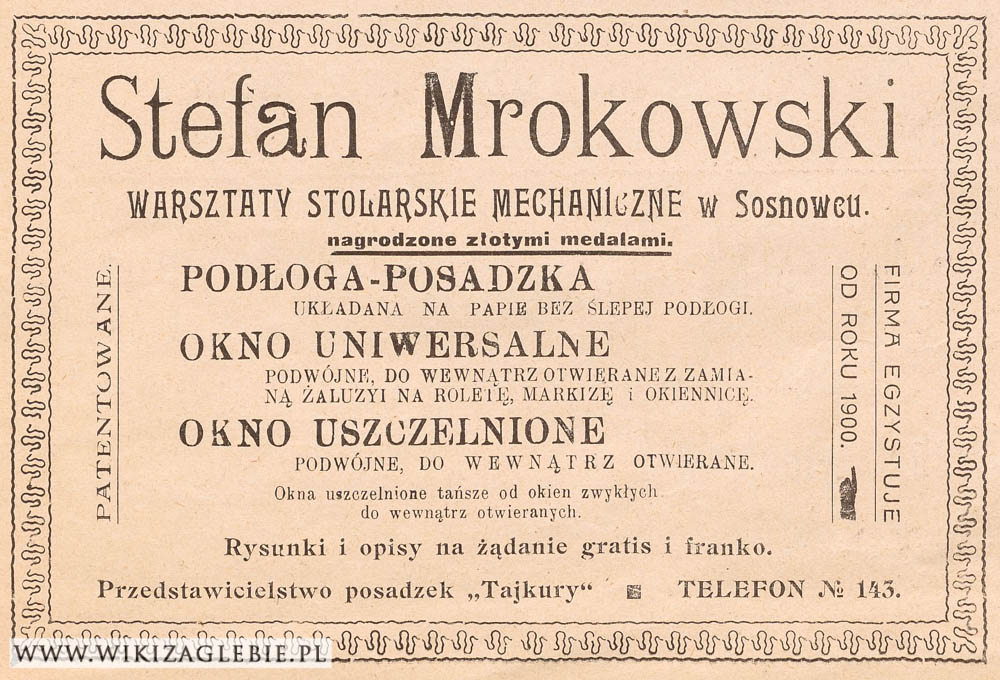 Stefan Mrokowski
WARSZTATY STOLARSKIE MECHANICZNE w Sosnowcu.
nagrodzone złotymi medalami.
PATENTOWANE.
PODŁOGA-POSADZKA
UKŁADANA NA PAPIE BEZ ŚLEPEJ PODŁOGI.
OKNO UNIWERSALNE
PODWÓJNE, DO WEWNĄTRZ OTWIERANE Z ZAMIA-
NĄ ŻALUZYI NA ROLETĘ, MARKIZĘ i OKIENNICĘ.
OKNO USZCZELNIONE
PODWÓJNE, DO WEWNĄTRZ OTWIERANE.
Okna uszczelnione tańsze od okien zwykłych
do wewnątrz otwieranych.
FIRMA EGZYSTUJE
OD ROKU 1900.
Rysunki i opisy na żądanie gratis i franko.
Przedstawicielstwo posadzek „Tajkury“ TELEFON № 143.
WWW.WIKIZAGLEBIE.PL